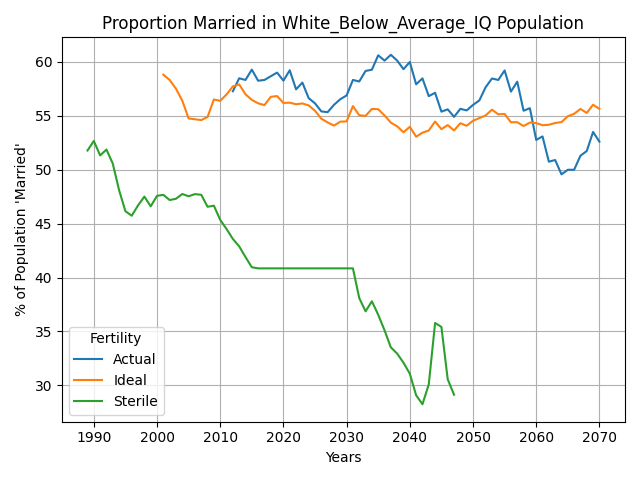 Proportion Married in White_Below_Average_IQ Population
% of Population 'Married'
60
55
50
45
40
35
30
Fertility
Actual
Ideal
Sterile
1990 2000 2010 2020 2030 2040 2050 2060 2070
Years